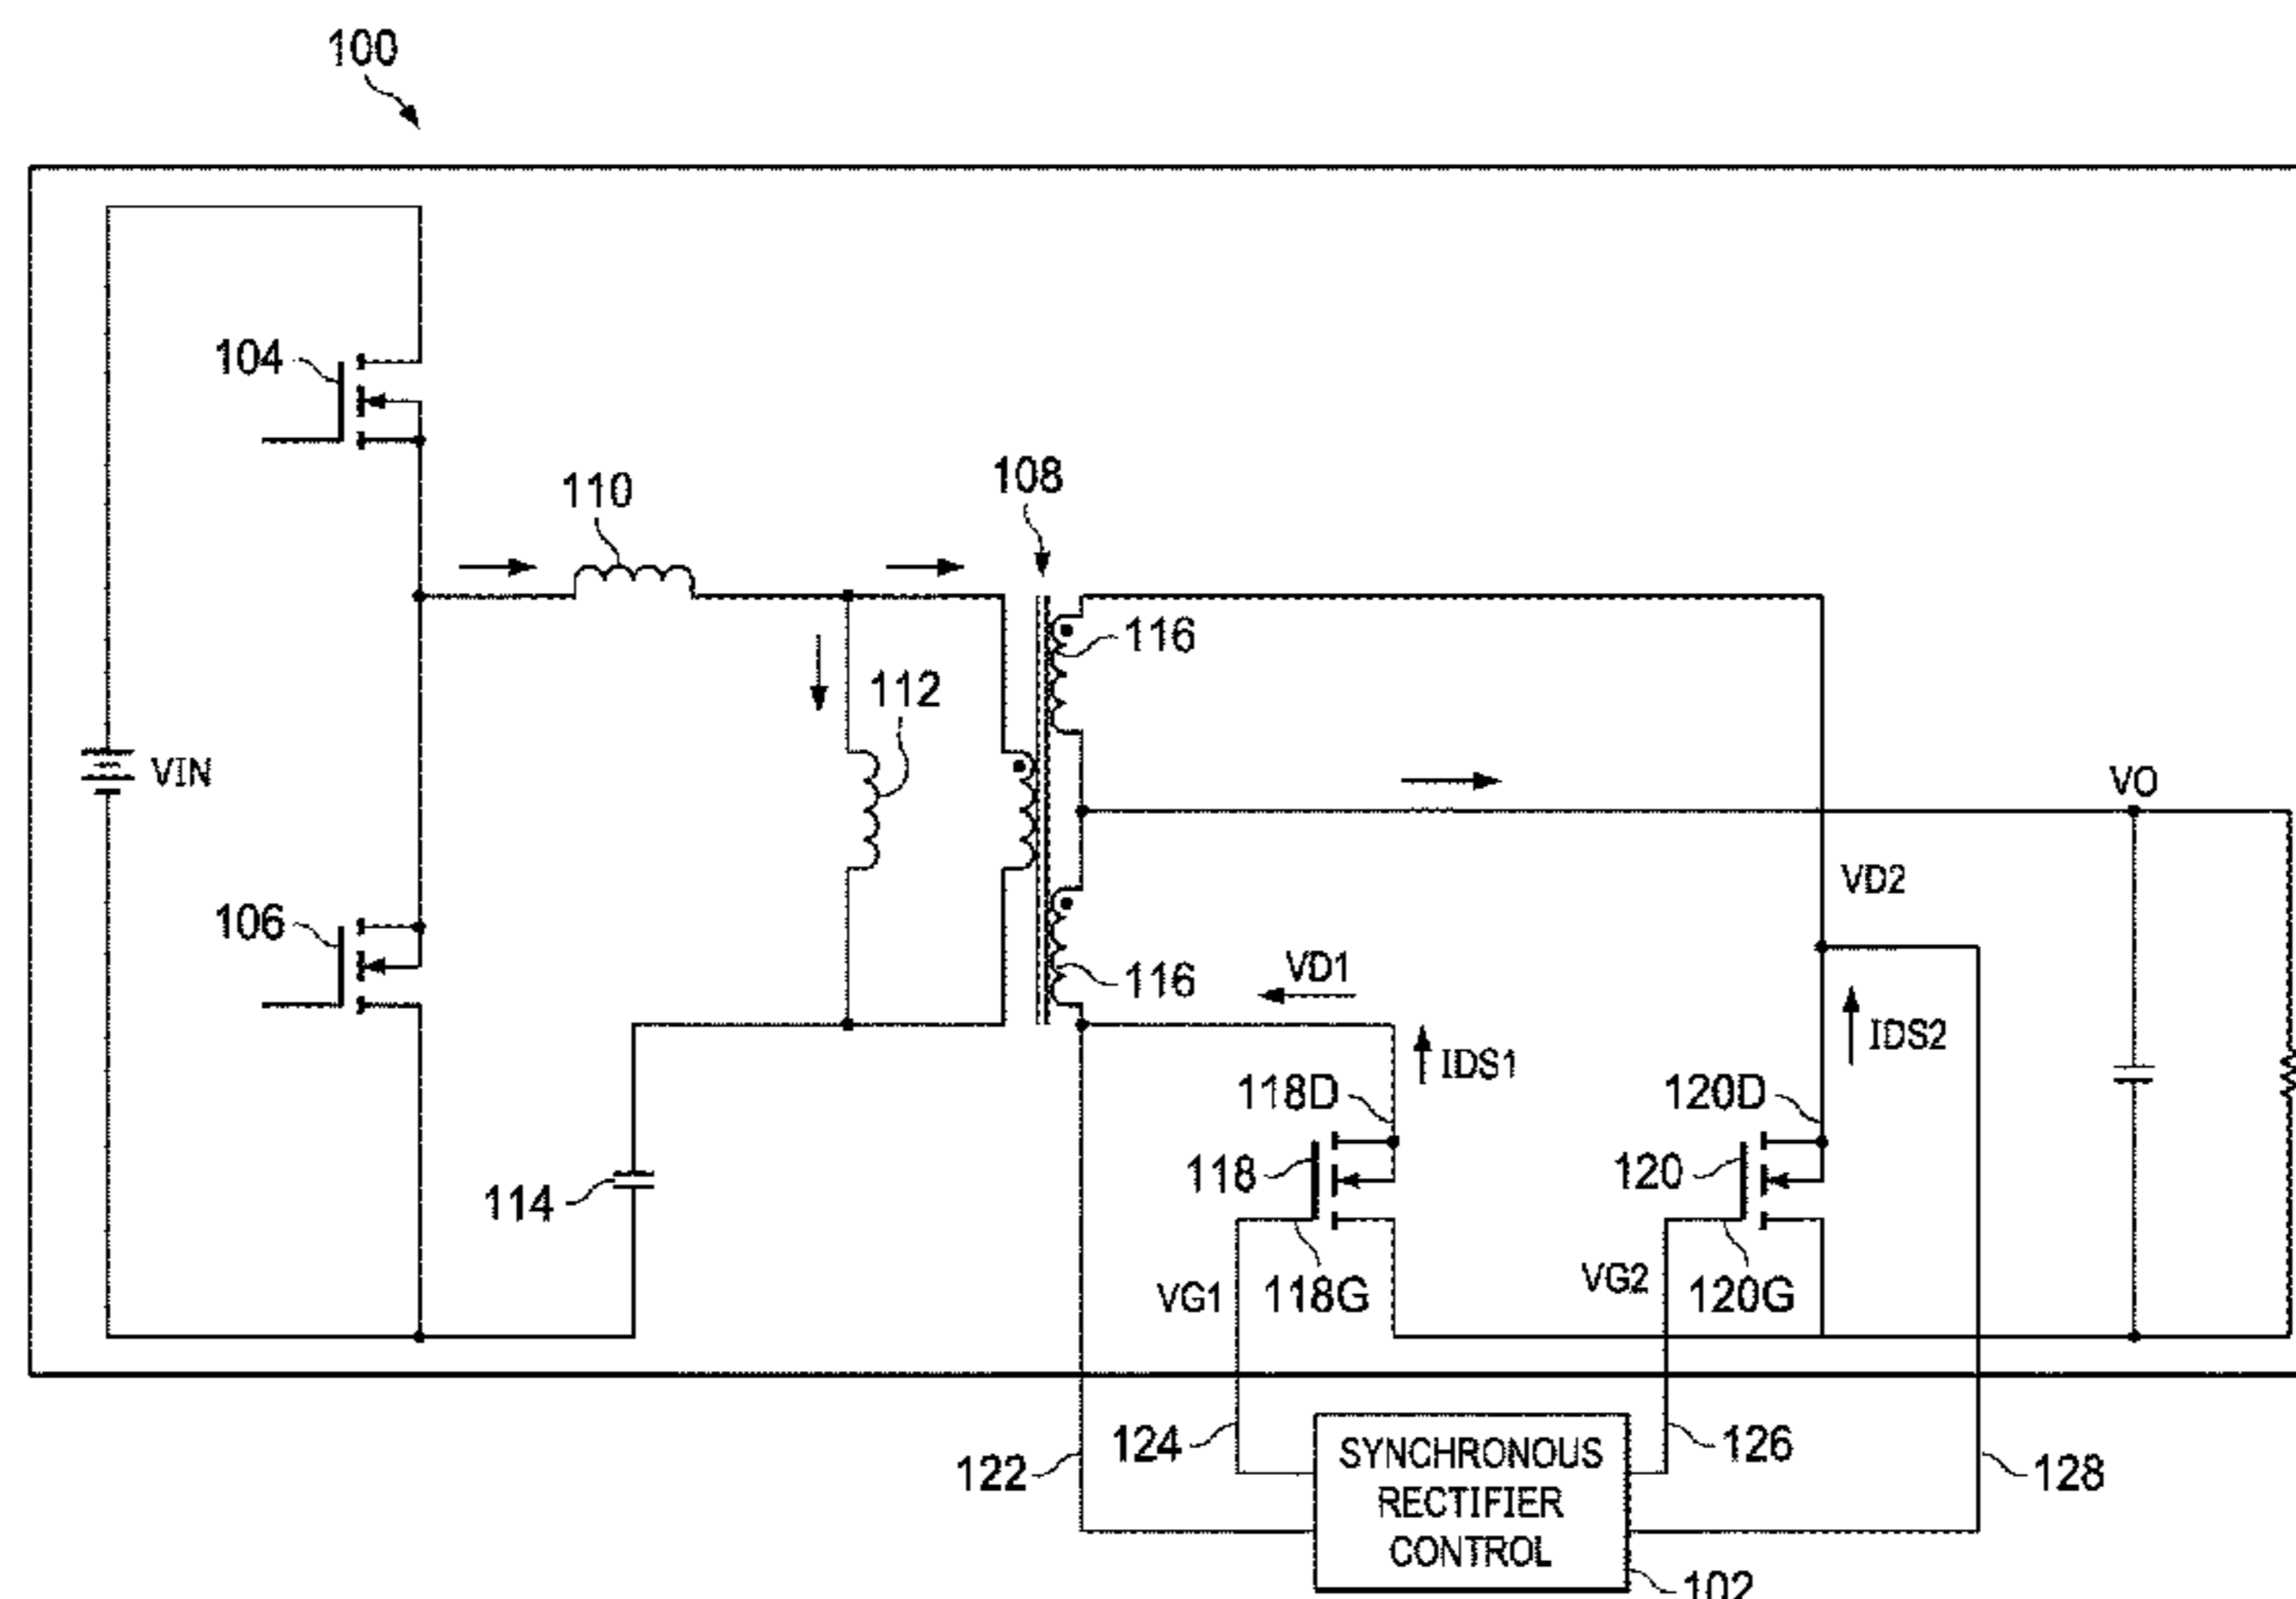 100
104
110
108
116
112
VIN
VO
VD2
106
VD1
116
IDS2
IDS1
118D
120D
118
120
114
VG2
VG1
118G
120G
124
SYNCHRONOUS
RECTIFIER
CONTROL
126
122
128
102